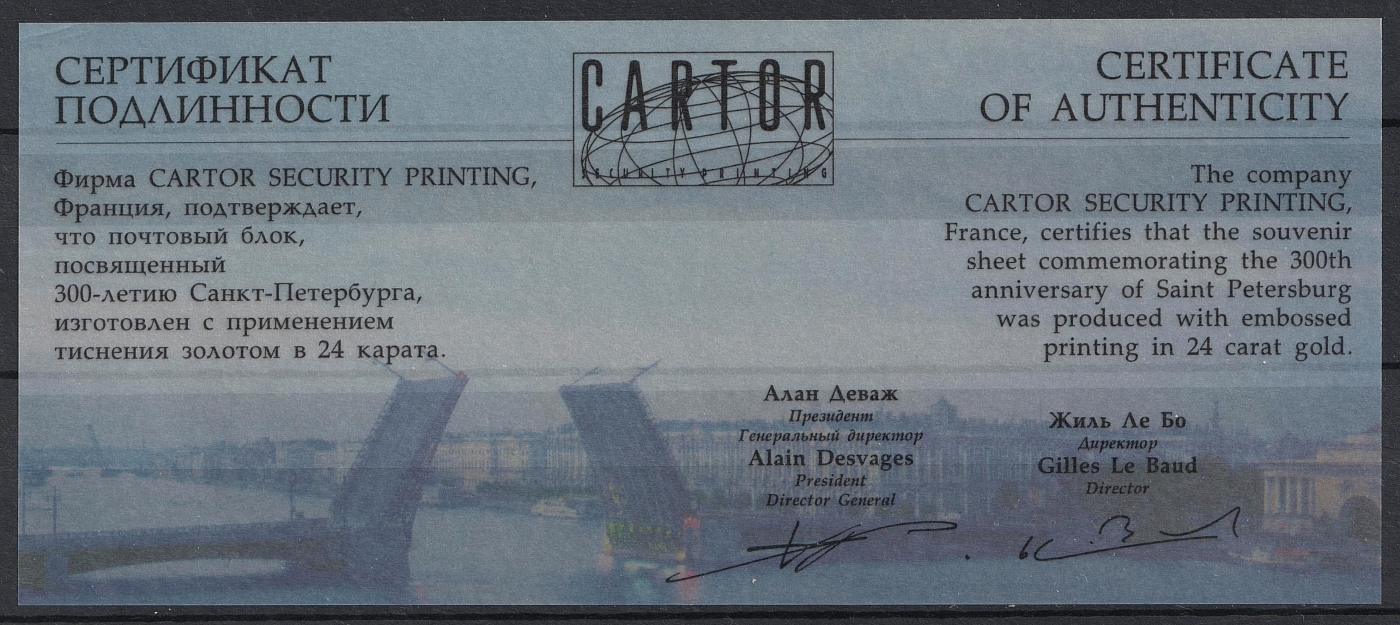 СЕРТИФИКАТ
ПОДЛИННОСТИ
CARTOR
SECURITY PRINTING
CERTIFICATE
OF AUTHENTICITY
Фирма CARTOR SECURITY PRINTING,
Франция, подтверждает,
что почтовый блок,
посвященный
300-летию Санкт-Петербурга,
изготовлен с применением
тиснения золотом в 24 карата.
The company
CARTOR SECURITY PRINTING,
France, certifies that the souvenir
sheet commemorating the 300th
anniversary of Saint Petersburg
was produced with embossed
printing in 24 carat gold.
Алан Деваж
Президент
Генеральный директор
Alain Desvages
President
Director General
Жиль Ле Бо
Директор
Gilles Le Baud
Director